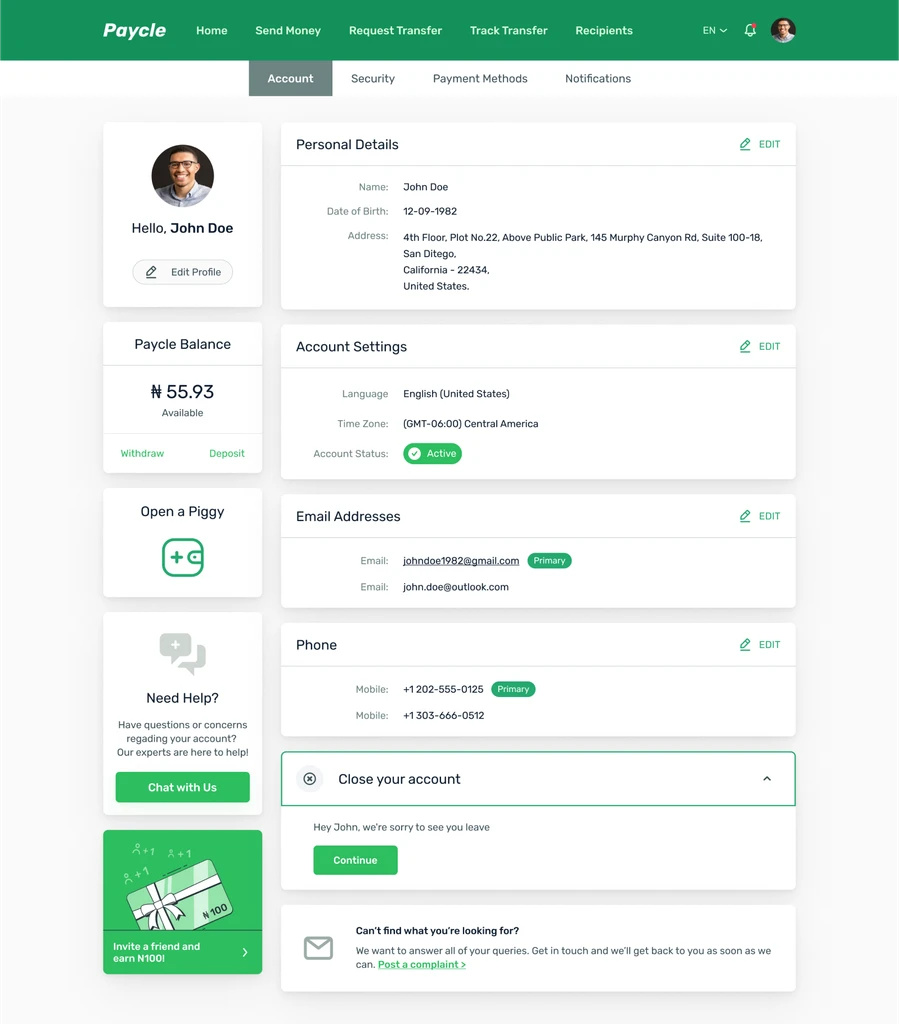 Paycle
Home
Send Money
Request Transfer
Track Transfer
Recipients
EN
Account
Security
Payment Methods
Notifications
Hello, John Doe
Edit Profile
Paycle Balance
₦ 55.93
Available
Withdraw
Deposit
Open a Piggy
Need Help?
Have questions or concerns
regading your account?
Our experts are here to help!
Chat with Us
+1
+1
+1
₦100
Invite a friend and
earn N100!
Personal Details
EDIT
Name: John Doe
Date of Birth: 12-09-1982
Address: 4th Floor, Plot No.22, Above Public Park, 145 Murphy Canyon Rd, Suite 100-18,
San Ditego,
California - 22434,
United States.
Account Settings
EDIT
Language English (United States)
Time Zone: (GMT-06:00) Central America
Account Status: Active
Email Addresses
EDIT
Email: johndoe1982@gmail.com Primary
Email: john.doe@outlook.com
Phone
EDIT
Mobile: +1 202-555-0125 Primary
Mobile: +1 303-666-0512
Close your account
Hey John, we're sorry to see you leave
Continue
Can't find what you're looking for?
We want to answer all of your queries. Get in touch and we'll get back to you as soon as we
can. Post a complaint >